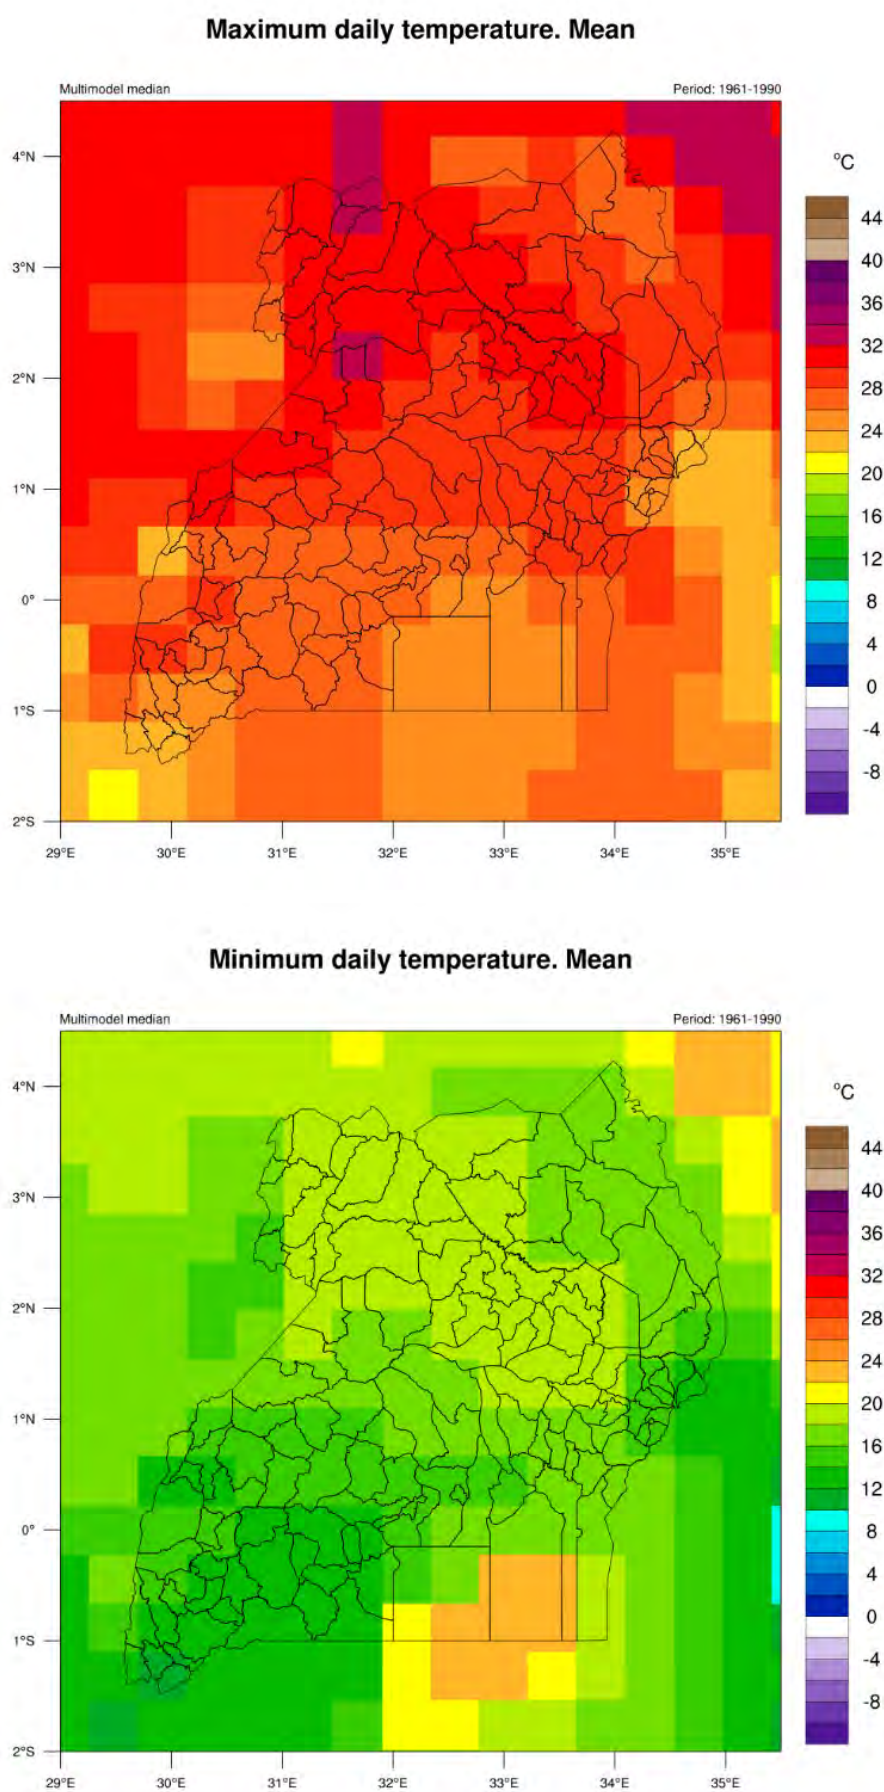 Maximum daily temperature. Mean
Multimodel median Period: 1961-1990
4°N
3°N
2°N
1°N
0°
1°S
2°S
29°E 30°E 31°E 32°E 33°E 34°E 35°E
°C
44
40
36
32
28
24
20
16
12
8
4
0
-4
-8
Minimum daily temperature. Mean
Multimodel median Period: 1961-1990
4°N
3°N
2°N
1°N
0°
1°S
2°S
29°E 30°E 31°E 32°E 33°E 34°E 35°E
°C
44
40
36
32
28
24
20
16
12
8
4
0
-4
-8